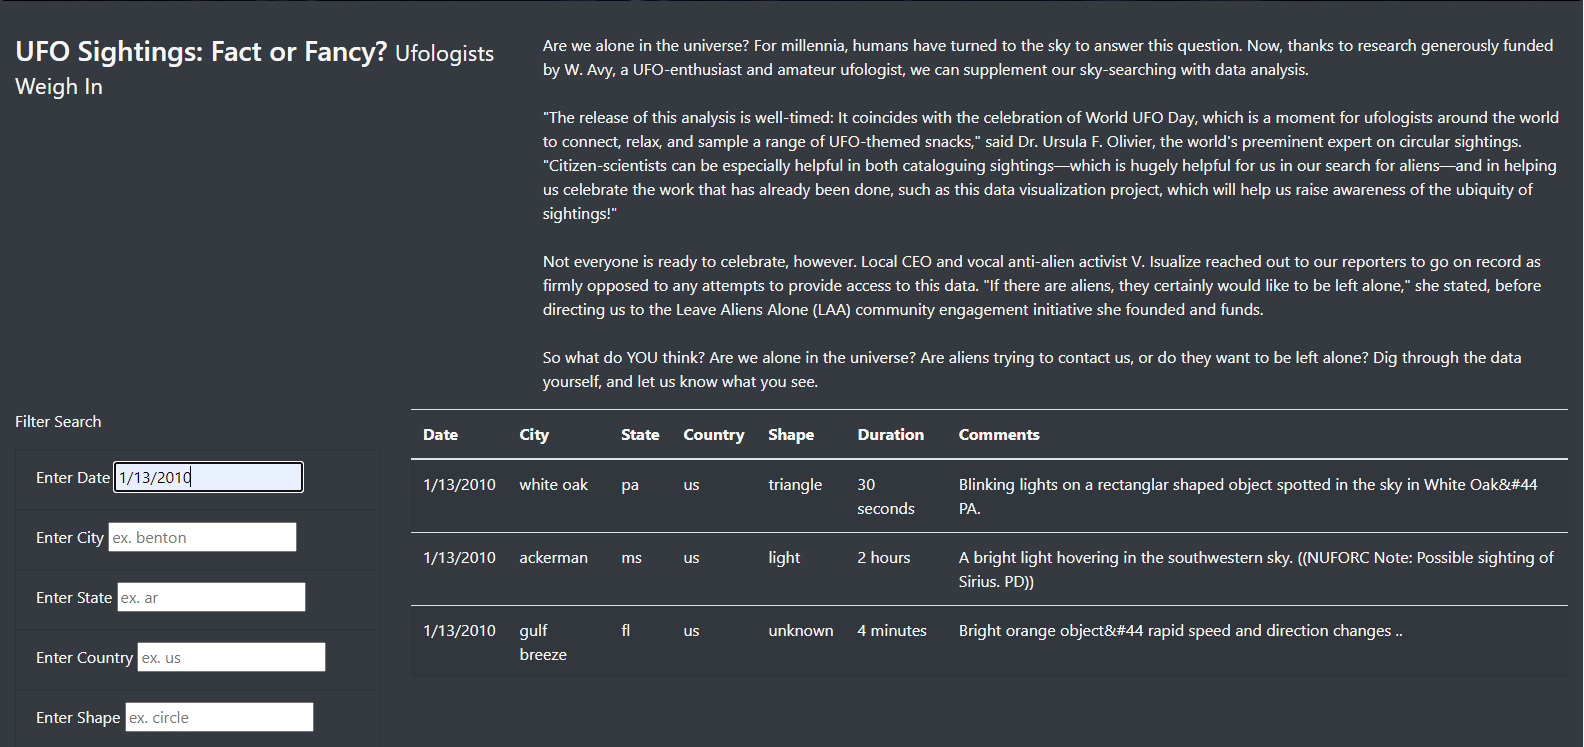 UFO Sightings: Fact or Fancy? Ufologists
Weigh In
Are we alone in the universe? For millennia, humans have turned to the sky to answer this question. Now, thanks to research generously funded
by W. Avy, a UFO-enthusiast and amateur ufologist, we can supplement our sky-searching with data analysis.
"The release of this analysis is well-timed: It coincides with the celebration of World UFO Day, which is a moment for ufologists around the world
to connect, relax, and sample a range of UFO-themed snacks," said Dr. Ursula F. Olivier, the world's preeminent expert on circular sightings.
"Citizen-scientists can be especially helpful in both cataloguing sightings—which is hugely helpful for us in our search for aliens—and in helping
us celebrate the work that has already been done, such as this data visualization project, which will help us raise awareness of the ubiquity of
sightings!"
Not everyone is ready to celebrate, however. Local CEO and vocal anti-alien activist V. Isualize reached out to our reporters to go on record as
firmly opposed to any attempts to provide access to this data. "If there are aliens, they certainly would like to be left alone," she stated, before
directing us to the Leave Aliens Alone (LAA) community engagement initiative she founded and funds.
So what do YOU think? Are we alone in the universe? Are aliens trying to contact us, or do they want to be left alone? Dig through the data
yourself, and let us know what you see.
Filter Search
Enter Date 1/13/2010
Enter City ex. benton
Enter State ex. ar
Enter Country ex. us
Enter Shape ex. circle
Date City State Country Shape Duration Comments
1/13/2010 white oak pa us triangle 30 Blinking lights on a rectanglar shaped object spotted in the sky in White Oak&#44
seconds PA.
1/13/2010 ackerman ms us light 2 hours A bright light hovering in the southwestern sky. ((NUFORC Note: Possible sighting of
Sirius. PD))
1/13/2010 gulf fl us unknown 4 minutes Bright orange object&#44 rapid speed and direction changes ..
breeze